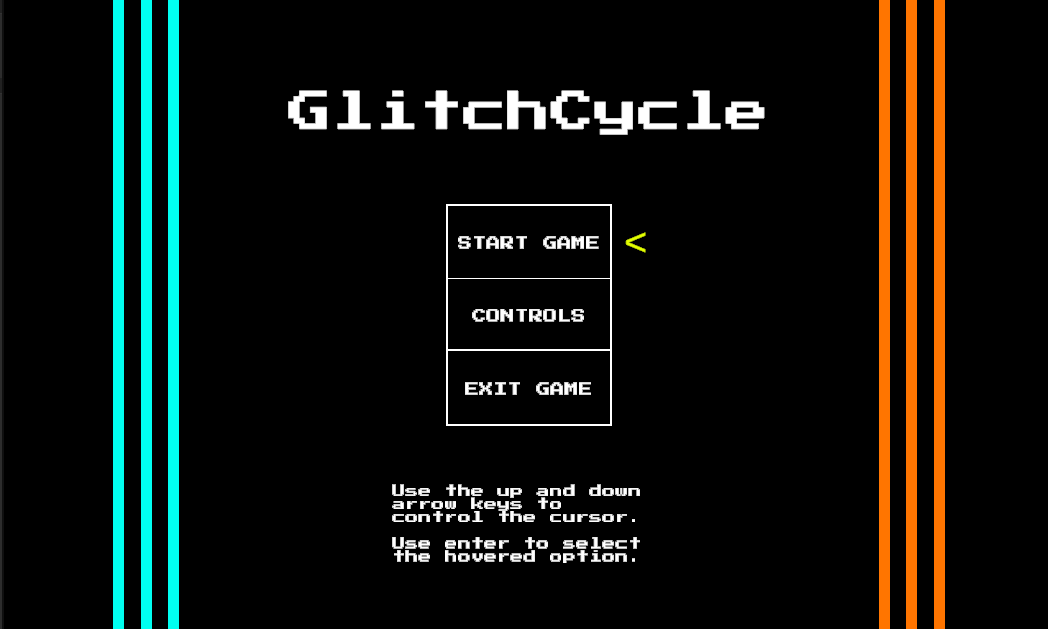 GlitchCycle
START GAME <
CONTROLS
EXIT GAME
Use the up and down
arrow keys to
control the cursor.
Use enter to select
the hovered option.